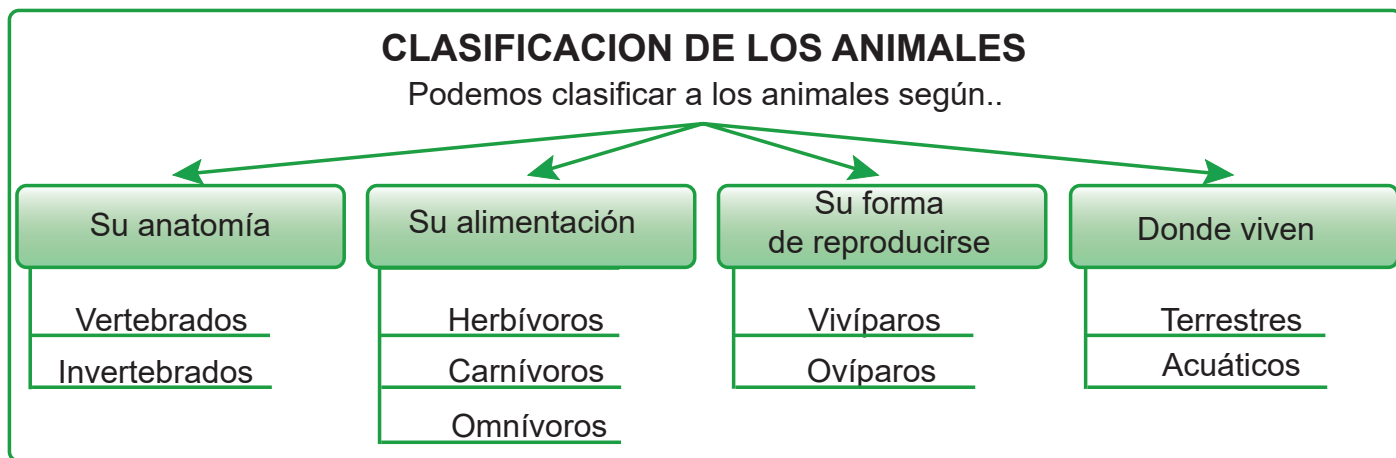 CLASIFICACION DE LOS ANIMALES
Podemos clasificar a los animales según..
Su anatomía
Vertebrados
Invertebrados
Su alimentación
Herbívoros
Carnívoros
Omnívoros
Su forma
de reproducirse
Vivíparos
Ovíparos
Donde viven
Terrestres
Acuáticos